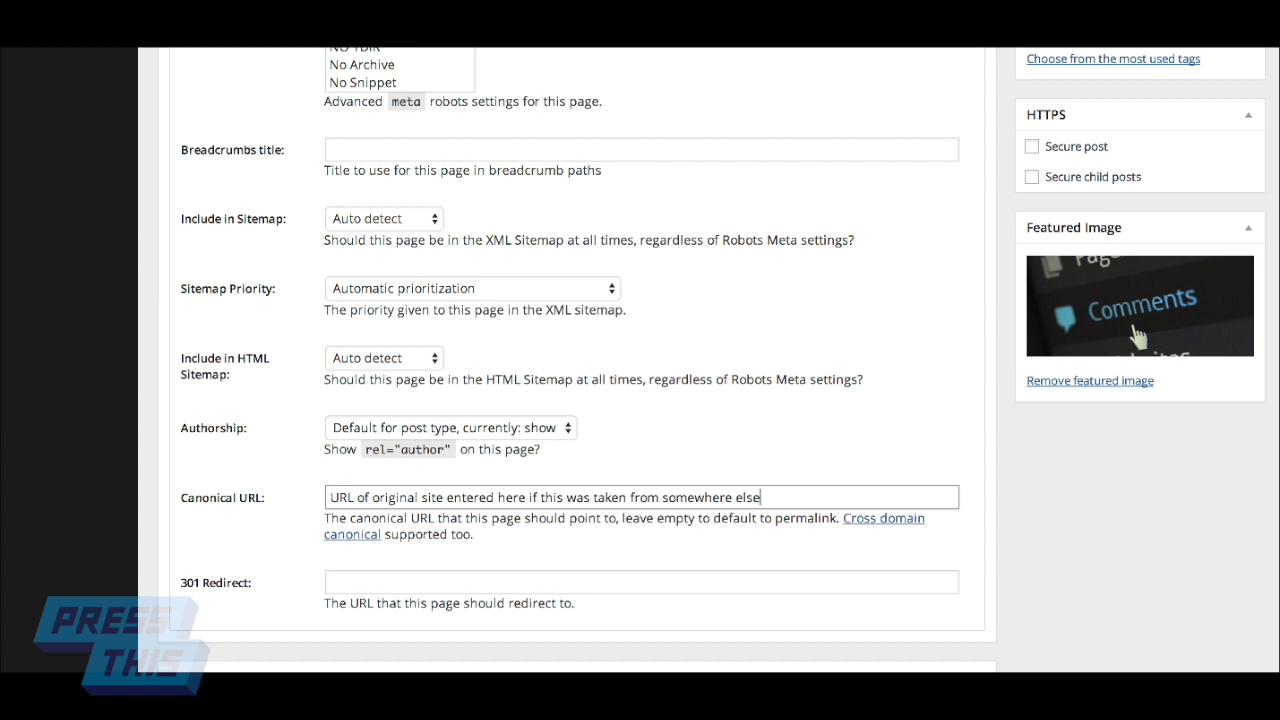 NO YDIR
No Archive
No Snippet
Advanced meta robots settings for this page.
Breadcrumbs title:
Title to use for this page in breadcrumb paths
Include in Sitemap: Auto detect
Should this page be in the XML Sitemap at all times, regardless of Robots Meta settings?
Sitemap Priority: Automatic prioritization
The priority given to this page in the XML sitemap.
Include in HTML
Sitemap:
Auto detect
Should this page be in the HTML Sitemap at all times, regardless of Robots Meta settings?
Authorship: Default for post type, currently: show
Show rel="author" on this page?
Canonical URL: URL of original site entered here if this was taken from somewhere else
The canonical URL that this page should point to, leave empty to default to permalink. Cross domain
canonical supported too.
301 Redirect:
The URL that this page should redirect to.
Choose from the most used tags
HTTPS
Secure post
Secure child posts
Featured Image
Comments
Remove featured image
PRESS
THIS